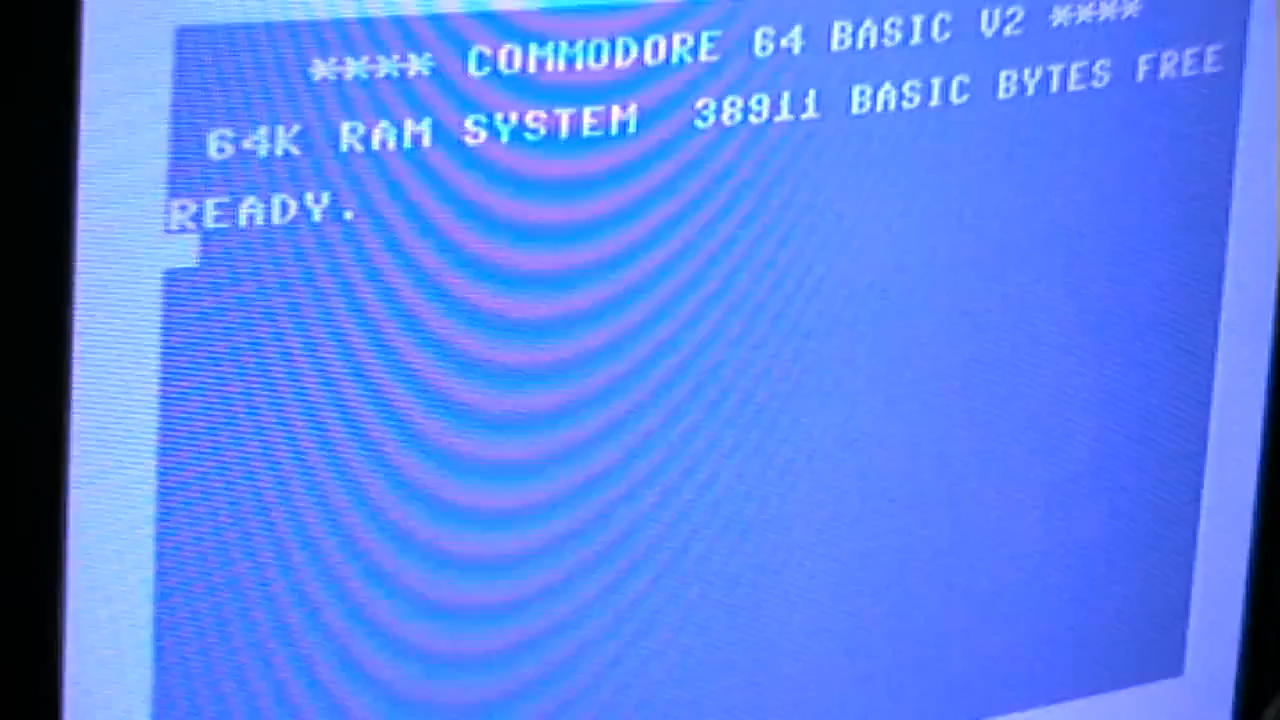 **** COMMODORE 64 BASIC V2 ****
64K RAM SYSTEM  38911 BASIC BYTES FREE
READY.